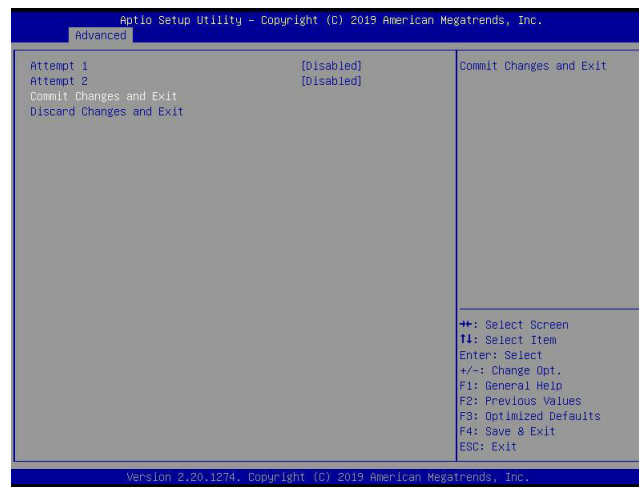 Aptio Setup Utility – Copyright (C) 2019 American Megatrends, Inc.
Advanced
Attempt 1 [Disabled]
Attempt 2 [Disabled]
Commit Changes and Exit
Discard Changes and Exit
Commit Changes and Exit
→←: Select Screen
↑↓: Select Item
Enter: Select
+/-: Change Opt.
F1: General Help
F2: Previous Values
F3: Optimized Defaults
F4: Save & Exit
ESC: Exit
Version 2.20.1274. Copyright (C) 2019 American Megatrends, Inc.